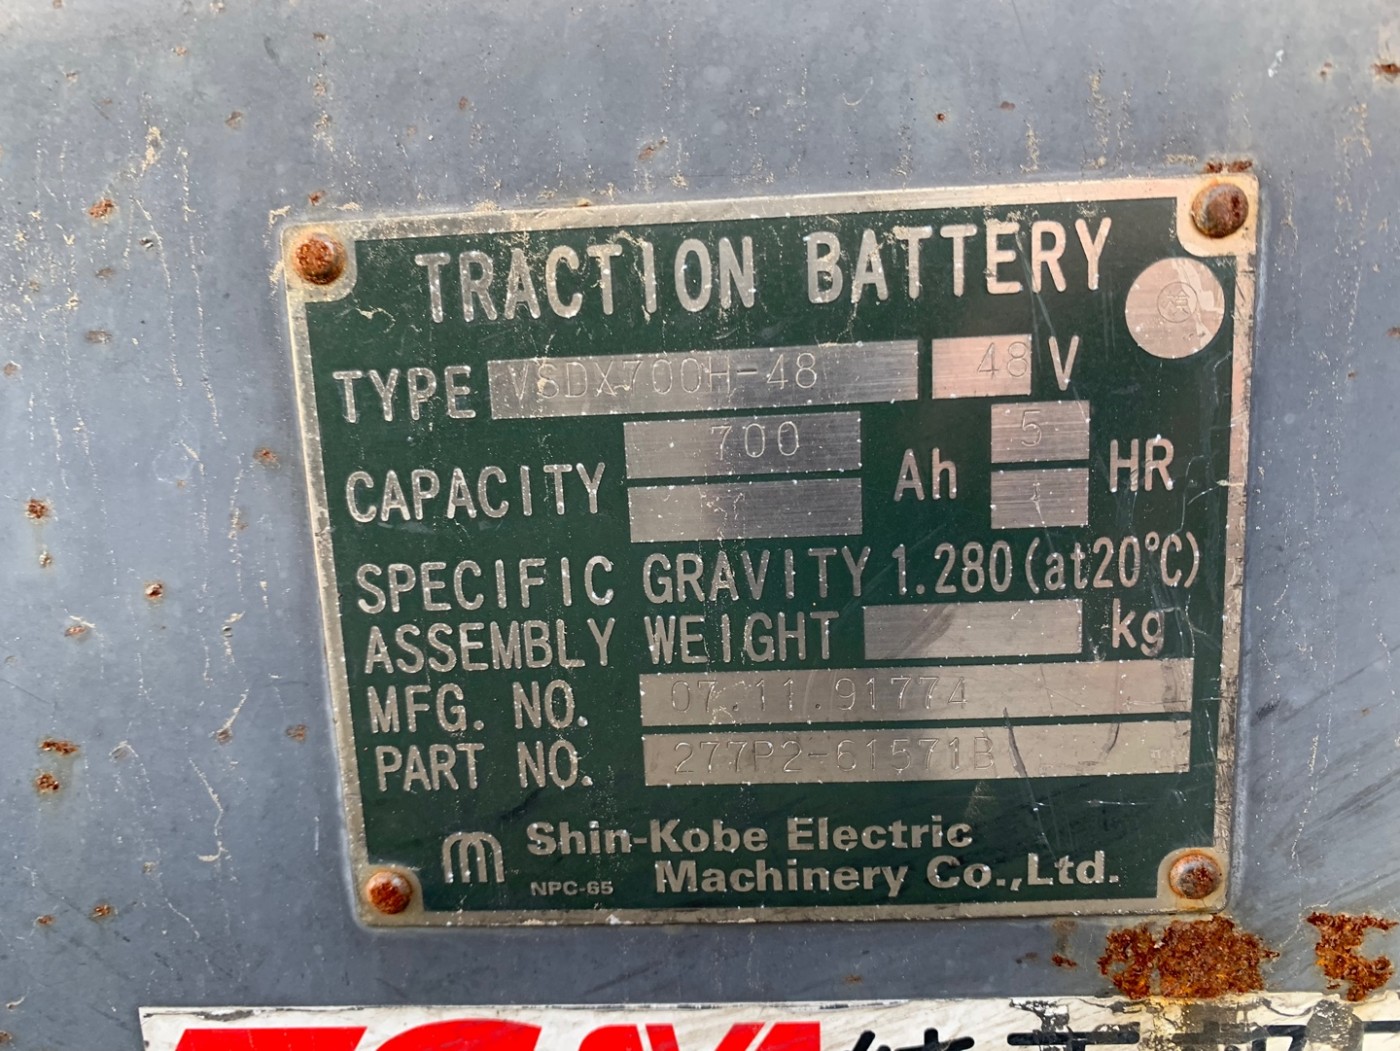 TRACTION BATTERY
TYPE VSDX700H-48 48 V
CAPACITY 700 Ah 5 HR
SPECIFIC GRAVITY 1.280(at20°C)
ASSEMBLY WEIGHT kg
MFG. NO. 07.11.91774
PART NO. 277P2-61571B
Shin-Kobe Electric
NPC-65 Machinery Co.,Ltd.